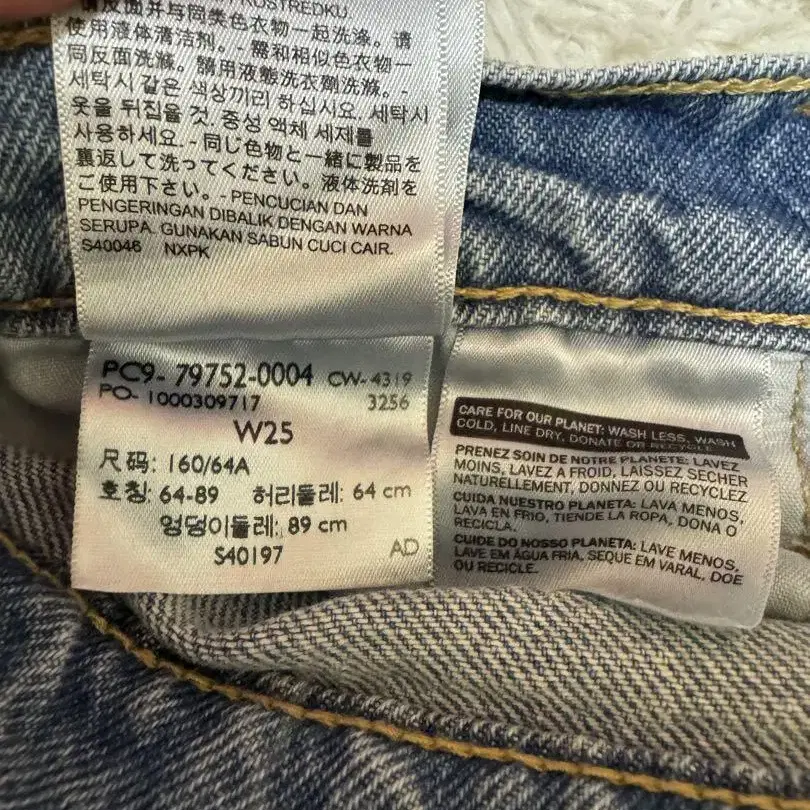 KOSTREDKU.
请反面并与同类色衣物一起洗涤。请
使用液体清洁剂。- 需和相似色衣物一
同反面洗滌。請用液態洗衣劑洗滌。-
세탁시 같은 색상끼리 하십시요. 세탁시
옷을 뒤집을 것. 중성 액체 세제를
사용하세요. - 同じ色物と一緒に製品を
裏返して洗ってください。液体洗剤を
ご使用下さい。- PENCUCIAN DAN
PENGERINGAN DIBALIK DENGAN WARNA
SERUPA. GUNAKAN SABUN CUCI CAIR.
S40046 NXPK
PC9- 79752-0004 CW-4319
PO- 1000309717 3256
W25
尺码: 160/64A
호칭: 64-89 허리둘레: 64 cm
엉덩이둘레: 89 cm
S40197
AD
CARE FOR OUR PLANET: WASH LESS, WASH
COLD, LINE DRY, DONATE OR RECYCLE
PRENEZ SOIN DE NOTRE PLANETE: LAVEZ
MOINS, LAVEZ A FROID, LAISSEZ SECHER
NATURELLEMENT, DONNEZ OU RECYCLEZ
CUIDA NUESTRO PLANETA: LAVA MENOS,
LAVA EN FRIO, TIENDE LA ROPA, DONA O
RECICLA.
CUIDE DO NOSSO PLANETA: LAVE MENOS,
LAVE EM ÁGUA FRIA, SEQUE EM VARAL, DOE
OU RECICLE.